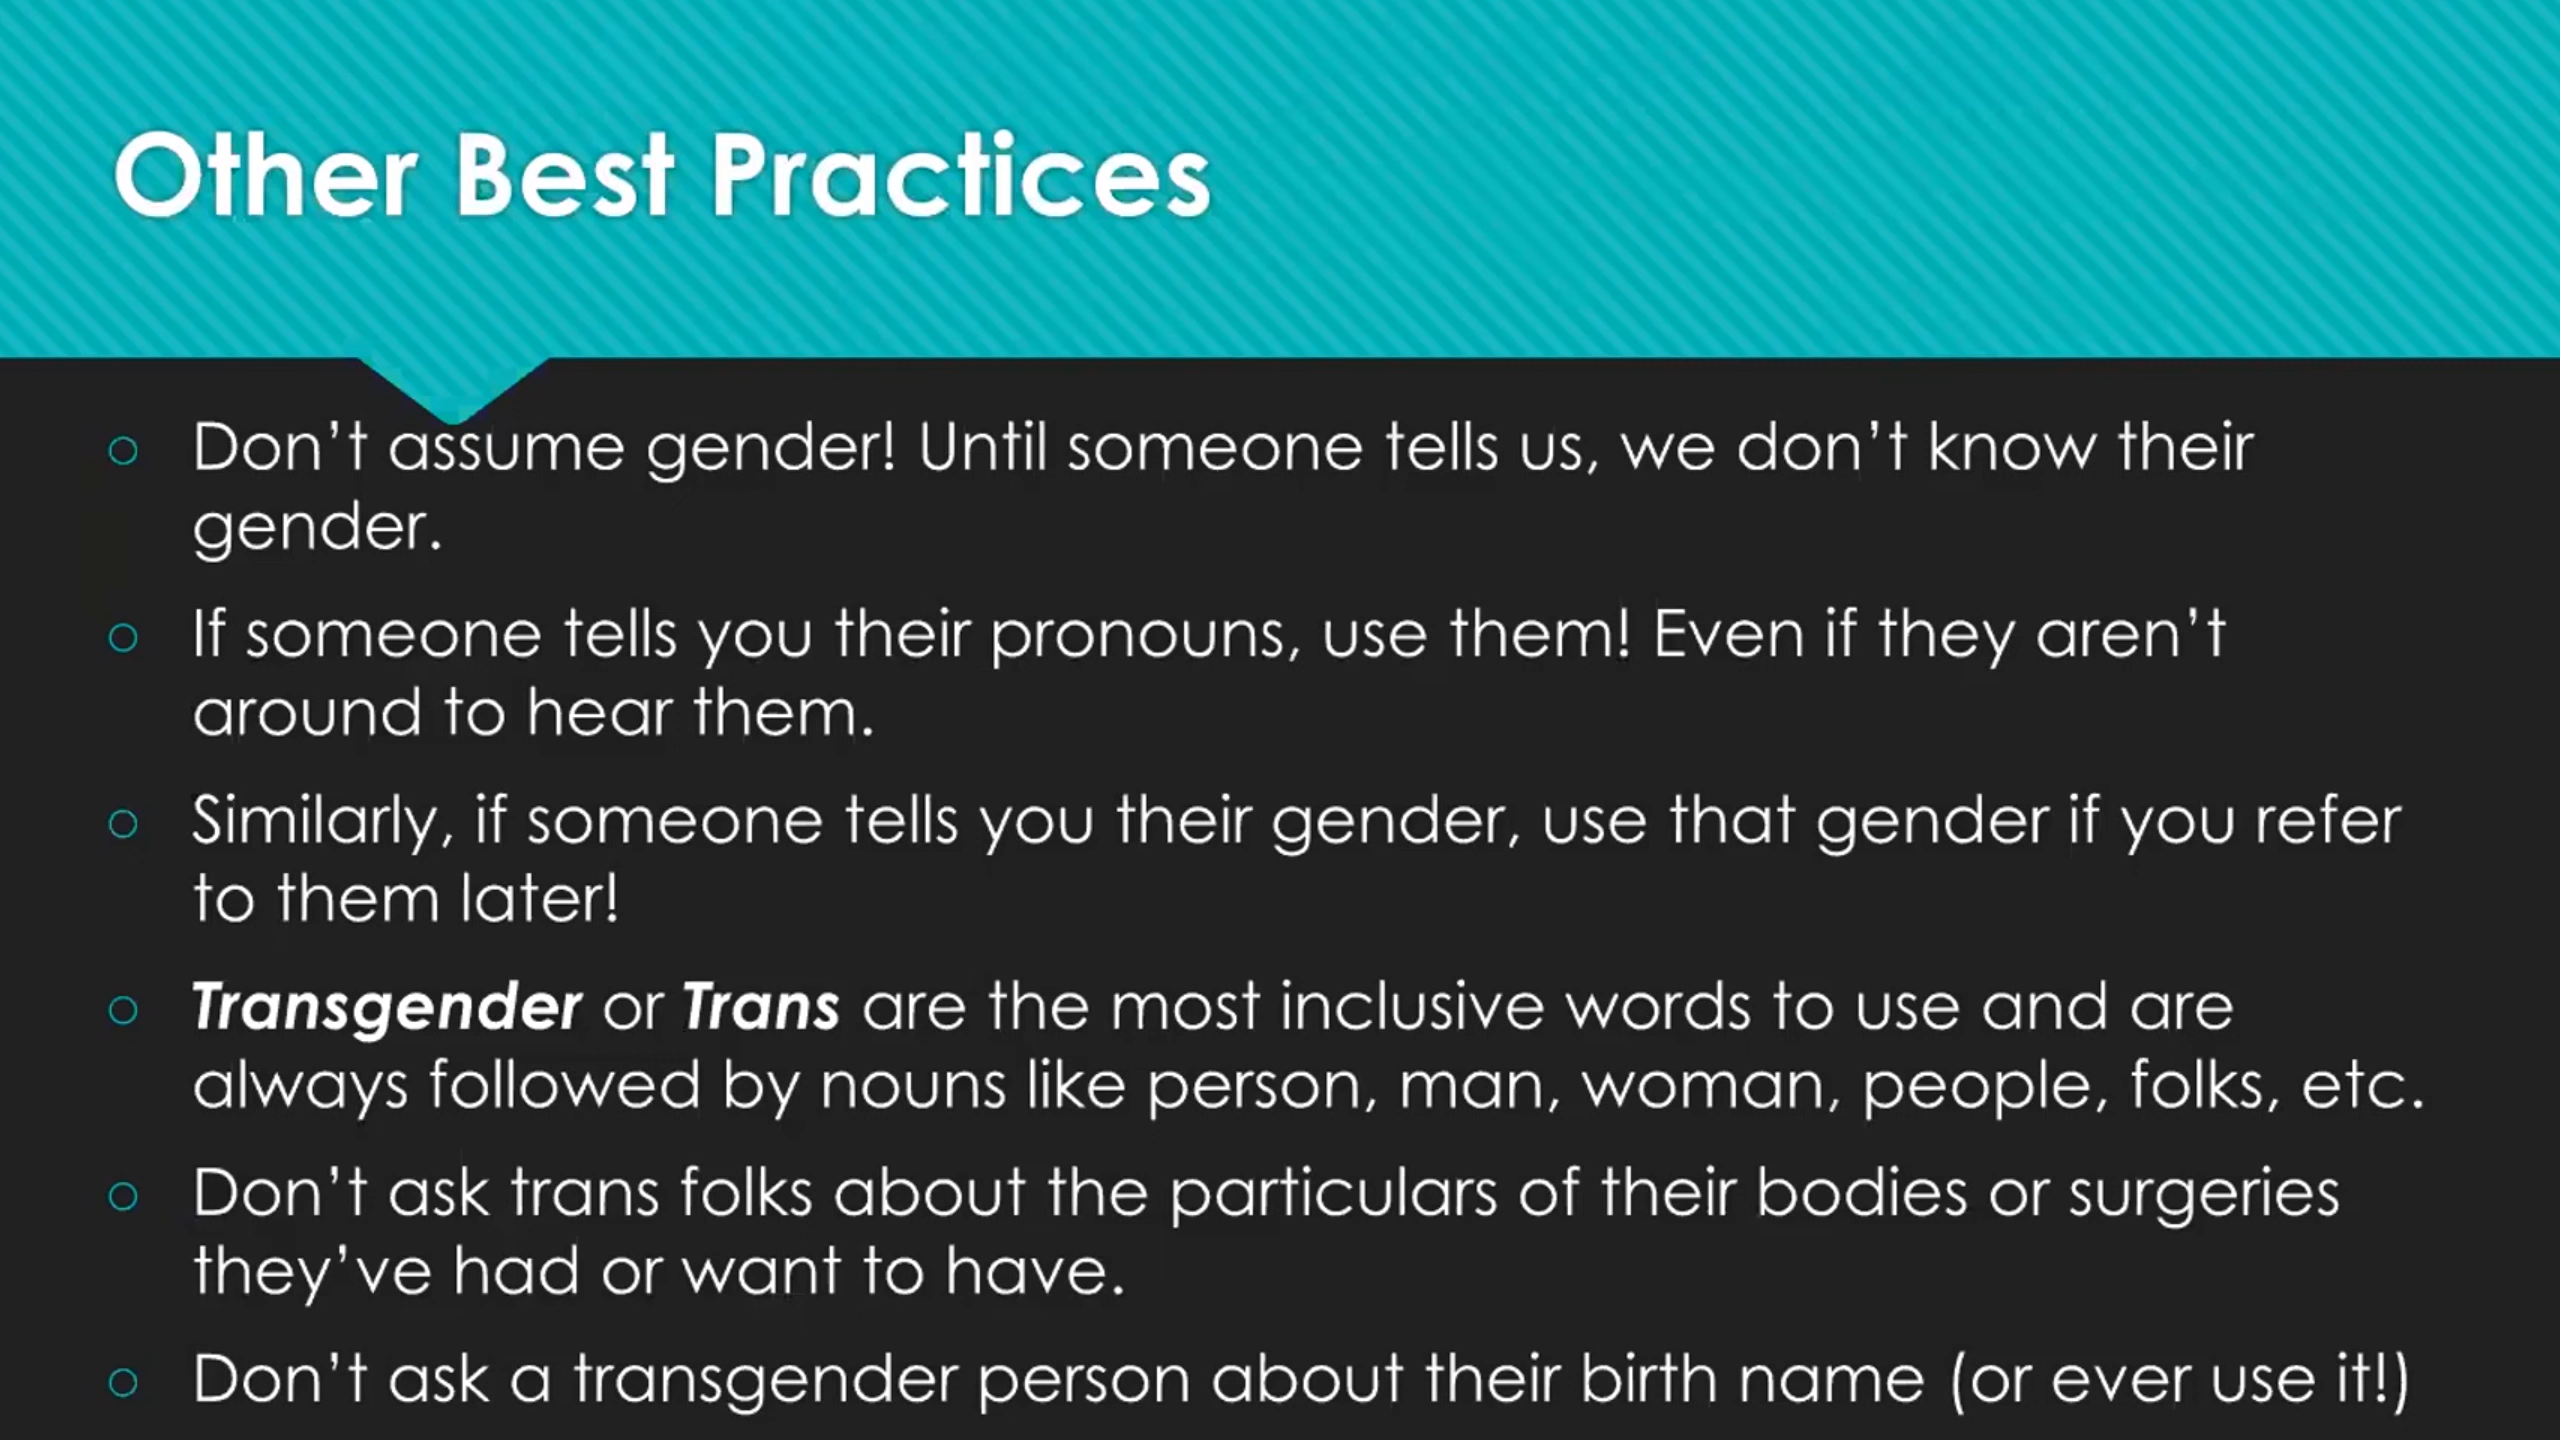 Other Best Practices
Don’t assume gender! Until someone tells us, we don’t know their
gender.
If someone tells you their pronouns, use them! Even if they aren’t
around to hear them.
Similarly, if someone tells you their gender, use that gender if you refer
to them later!
Transgender or Trans are the most inclusive words to use and are
always followed by nouns like person, man, woman, people, folks, etc.
Don’t ask trans folks about the particulars of their bodies or surgeries
they’ve had or want to have.
Don’t ask a transgender person about their birth name (or ever use it!)